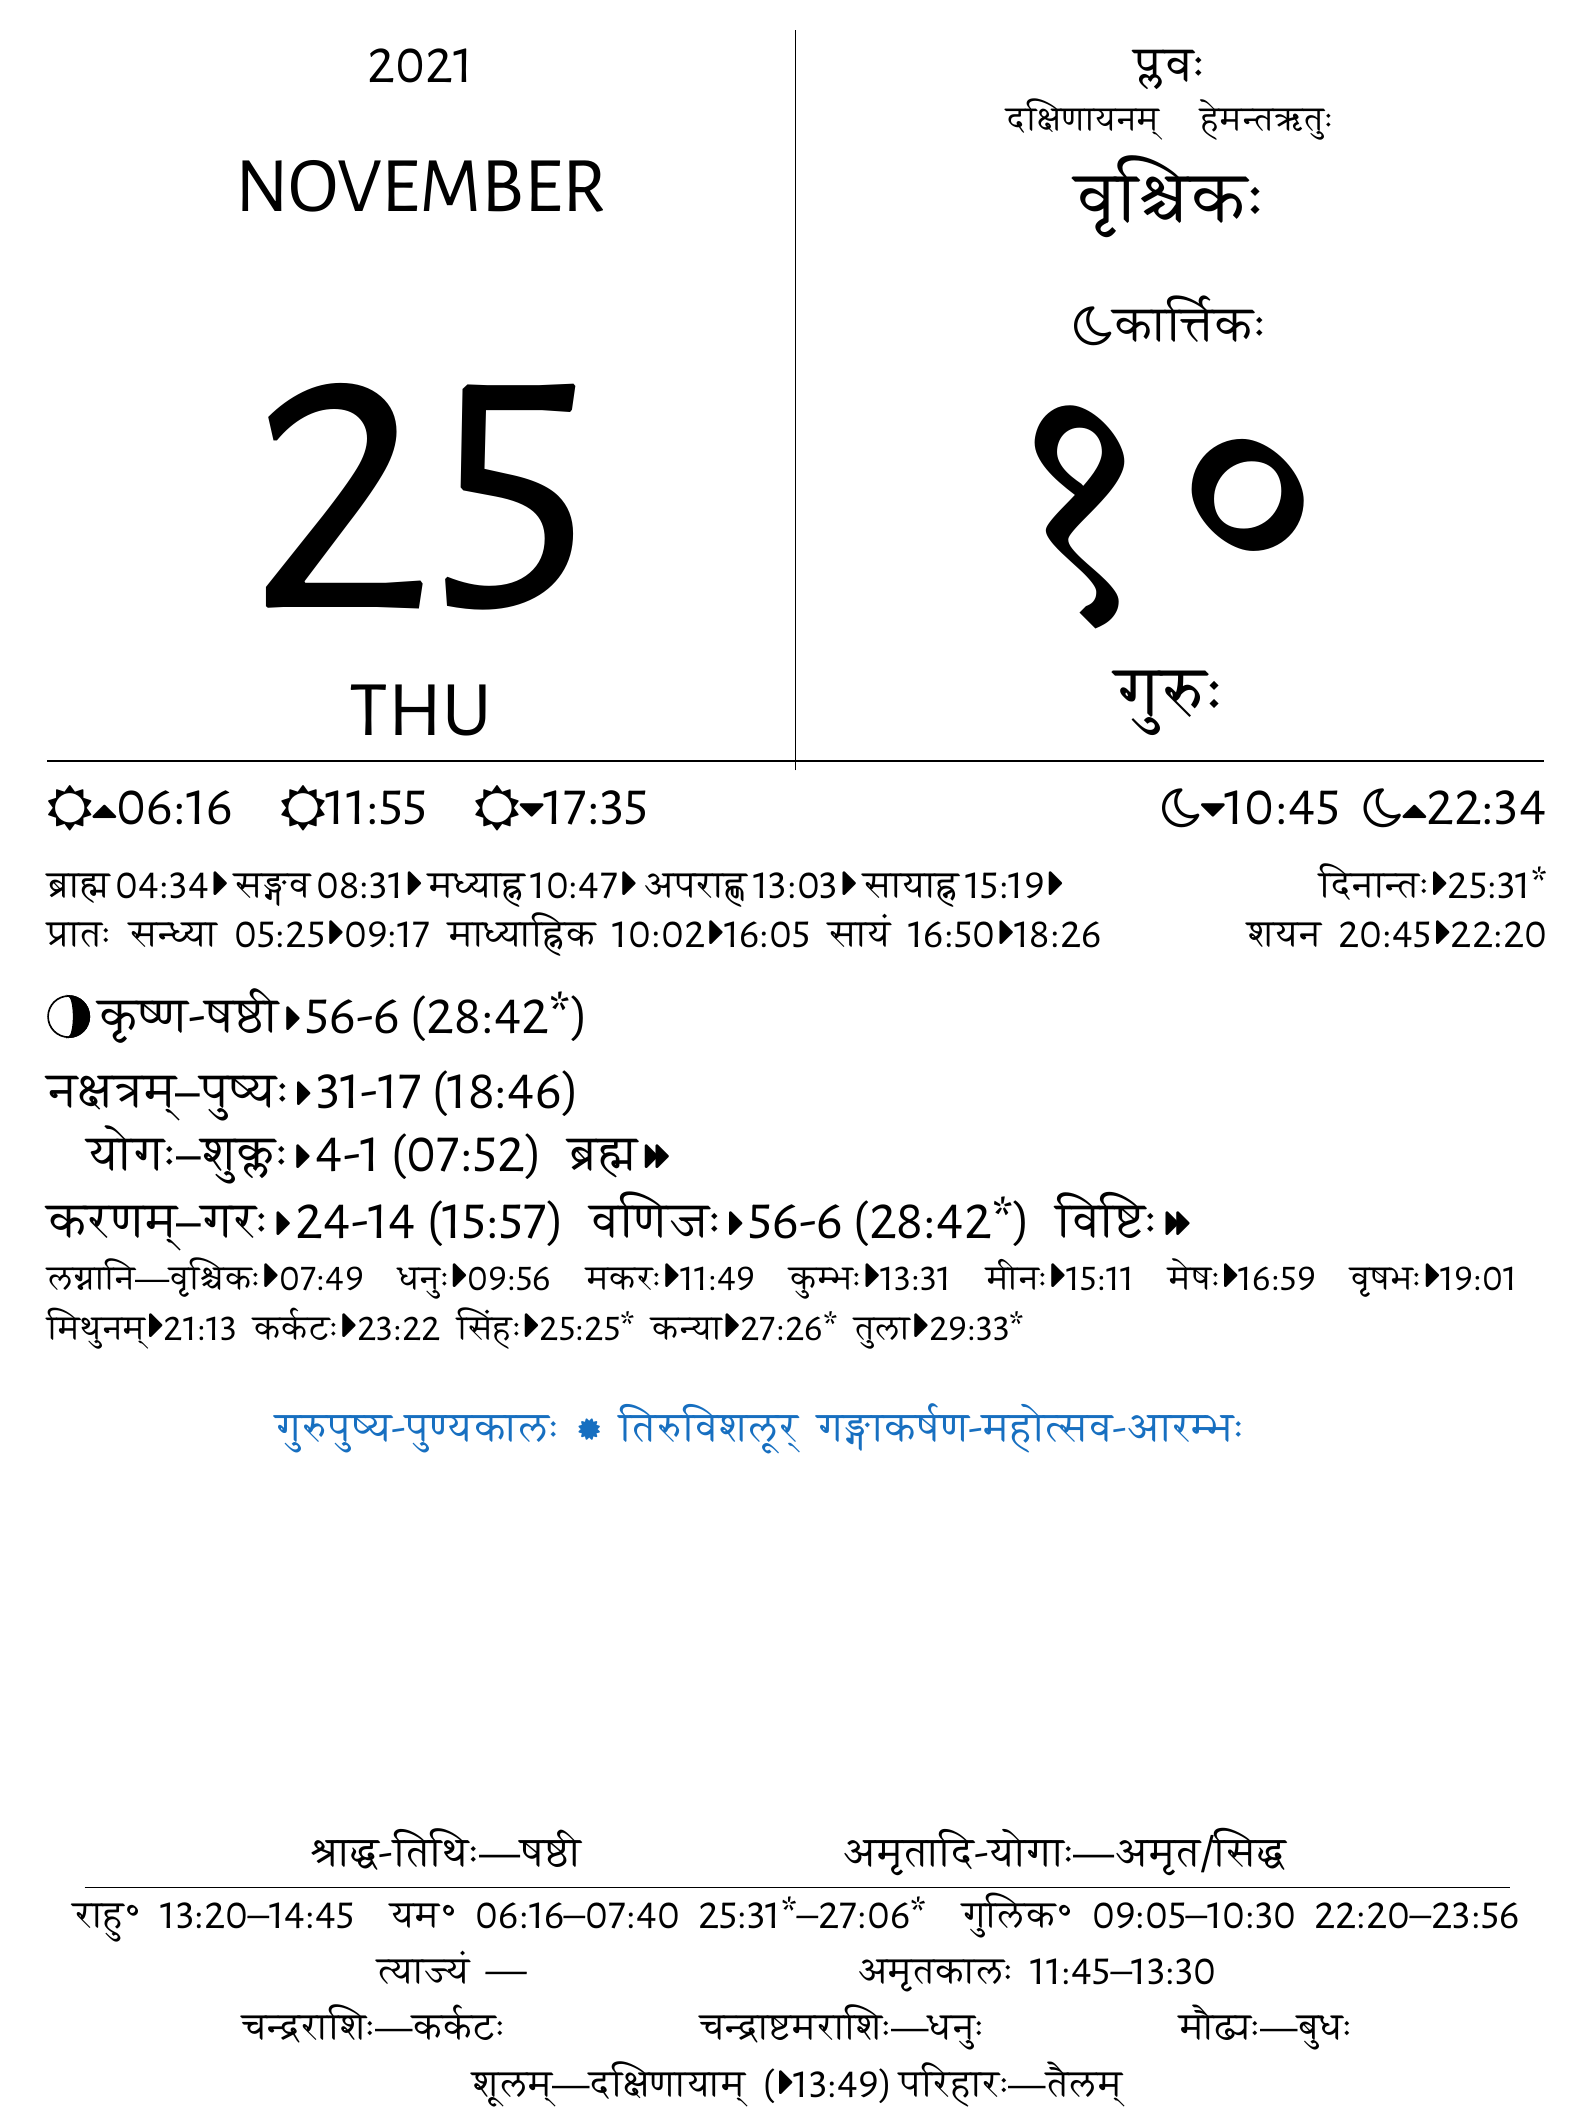 2021
NOVEMBER
25
THU
प्लवः
दक्षिणायनम् हेमन्तऋतुः
वृश्चिकः
कार्त्तिकः
१०
गुरुः
06:16 11:55 17:35 10:45 22:34
ब्राह्म 04:34 सङ्गव 08:31 मध्याह्न 10:47 अपराह्ण 13:03 सायाह्न 15:19 दिनान्तः 25:31*
प्रातः सन्ध्या 05:25 09:17 माध्याह्निक 10:02 16:05 सायं 16:50 18:26 शयन 20:45 22:20
कृष्ण-षष्ठी 56-6 (28:42*)
नक्षत्रम्–पुष्यः 31-17 (18:46)
योगः–शुक्लः 4-1 (07:52) ब्रह्म
करणम्–गरः 24-14 (15:57) वणिजः 56-6 (28:42*) विष्टिः
लग्नानि—वृश्चिकः 07:49 धनुः 09:56 मकरः 11:49 कुम्भः 13:31 मीनः 15:11 मेषः 16:59 वृषभः 19:01
मिथुनम् 21:13 कर्कटः 23:22 सिंहः 25:25* कन्या 27:26* तुला 29:33*
गुरुपुष्य-पुण्यकालः तिरुविशलूर् गङ्गाकर्षण-महोत्सव-आरम्भः
श्राद्ध-तिथिः—षष्ठी अमृतादि-योगाः—अमृत/सिद्ध
राहु॰ 13:20–14:45 यम॰ 06:16–07:40 25:31*–27:06* गुलिक॰ 09:05–10:30 22:20–23:56
त्याज्यं — अमृतकालः 11:45–13:30
चन्द्रराशिः—कर्कटः चन्द्राष्टमराशिः—धनुः मौढ्यः—बुधः
शूलम्—दक्षिणायाम् (13:49) परिहारः—तैलम्